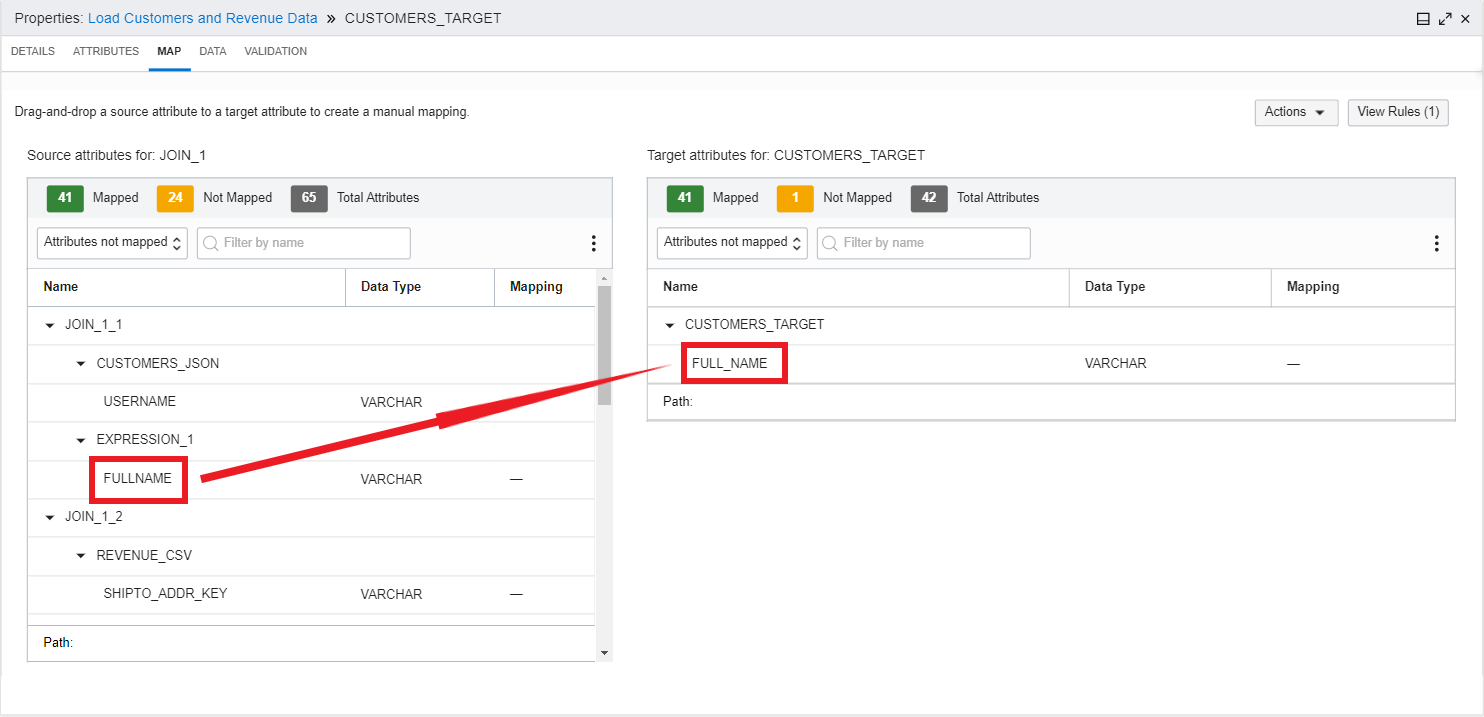 Properties: Load Customers and Revenue Data » CUSTOMERS_TARGET
DETAILS ATTRIBUTES MAP DATA VALIDATION
Drag-and-drop a source attribute to a target attribute to create a manual mapping.
Actions View Rules (1)
Source attributes for: JOIN_1
41 Mapped 24 Not Mapped 65 Total Attributes
Attributes not mapped Filter by name
Name Data Type Mapping
JOIN_1_1
CUSTOMERS_JSON
USERNAME VARCHAR
EXPRESSION_1
FULLNAME VARCHAR —
JOIN_1_2
REVENUE_CSV
SHIPTO_ADDR_KEY VARCHAR —
Path:
Target attributes for: CUSTOMERS_TARGET
41 Mapped 1 Not Mapped 42 Total Attributes
Attributes not mapped Filter by name
Name Data Type Mapping
CUSTOMERS_TARGET
FULL_NAME VARCHAR —
Path: